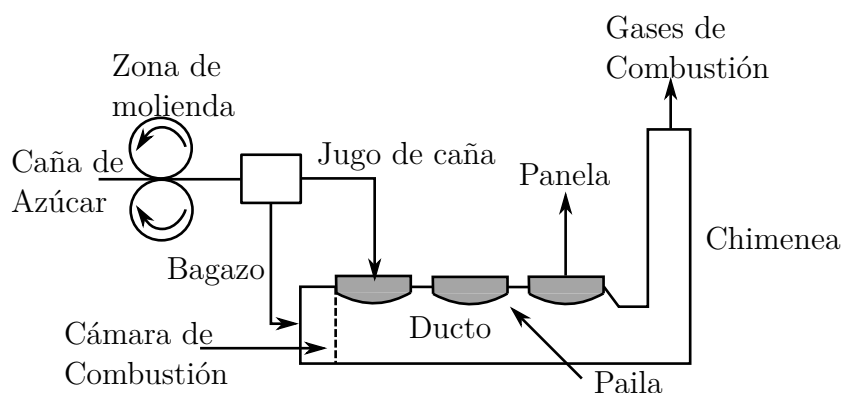 Gases de
Combustión
Zona de
molienda
Caña de
Azúcar
Jugo de caña
Panela
Chimenea
Bagazo
Cámara de
Combustión
Ducto
Paila